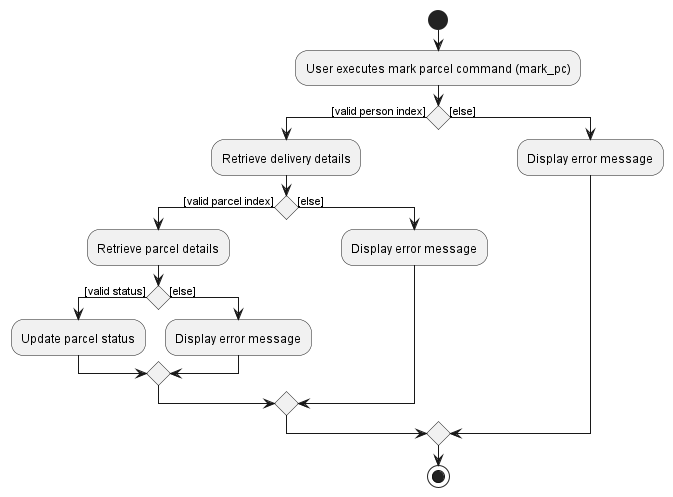 User executes mark parcel command (mark_pc)
[valid person index]
[else]
Retrieve delivery details
Display error message
[valid parcel index]
[else]
Retrieve parcel details
Display error message
[valid status]
[else]
Update parcel status
Display error message